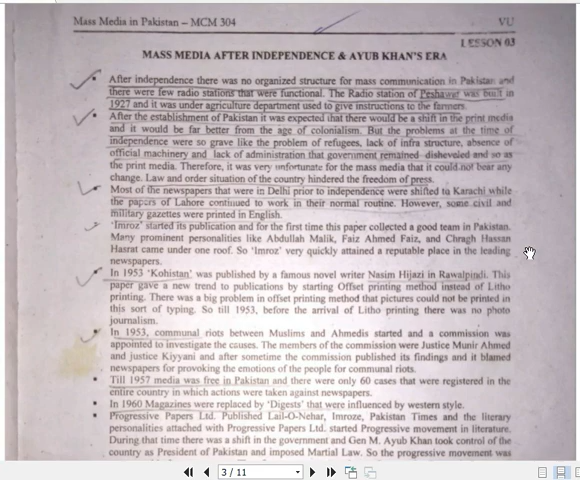 Mass Media in Pakistan – MCM 304 VU
LESSON 03
MASS MEDIA AFTER INDEPENDENCE & AYUB KHAN'S ERA
• After independence there was no organized structure for mass communication in Pakistan and
there were few radio stations that were functional. The Radio station of Peshawar was built in
1927 and it was under agriculture department used to give instructions to the farmers.
• After the establishment of Pakistan it was expected that there would be a shift in the print media
and it would be far better from the age of colonialism. But the problems at the time of
independence were so grave like the problem of refugees, lack of infra structure, absence of
official machinery and lack of administration that government remained disheveled and so as
the print media. Therefore, it was very unfortunate for the mass media that it could not bear any
change. Law and order situation of the country hindered the freedom of press.
• Most of the newspapers that were in Delhi prior to independence were shifted to Karachi while
the papers of Lahore continued to work in their normal routine. However, some civil and
military gazettes were printed in English.
• 'Imroz' started its publication and for the first time this paper collected a good team in Pakistan.
Many prominent personalities like Abdullah Malik, Faiz Ahmed Faiz, and Chragh Hassan
Hasrat came under one roof. So 'Imroz' very quickly attained a reputable place in the leading
newspapers.
• In 1953 'Kohistan' was published by a famous novel writer Nasim Hijazi in Rawalpindi. This
paper gave a new trend to publications by starting Offset printing method instead of Litho
printing. There was a big problem in offset printing method that pictures could not be printed in
this sort of typing. So till 1953, before the arrival of Litho printing there was no photo
journalism.
• In 1953, communal riots between Muslims and Ahmedis started and a commission was
appointed to investigate the causes. The members of the commission were Justice Munir Ahmed
and justice Kiyyani and after sometime the commission published its findings and it blamed
newspapers for provoking the emotions of the people for communal riots.
• Till 1957 media was free in Pakistan and there were only 60 cases that were registered in the
entire country in which actions were taken against newspapers.
• In 1960 Magazines were replaced by 'Digests' that were influenced by western style.
• Progressive Papers Ltd. Published Lail-O-Nehar, Imroze, Pakistan Times and the literary
personalities attached with Progressive Papers Ltd. started Progressive movement in literature.
During that time there was a shift in the government and Gen M. Ayub Khan took control of the
country as President of Pakistan and imposed Martial Law. So the progressive movement was
3 / 11